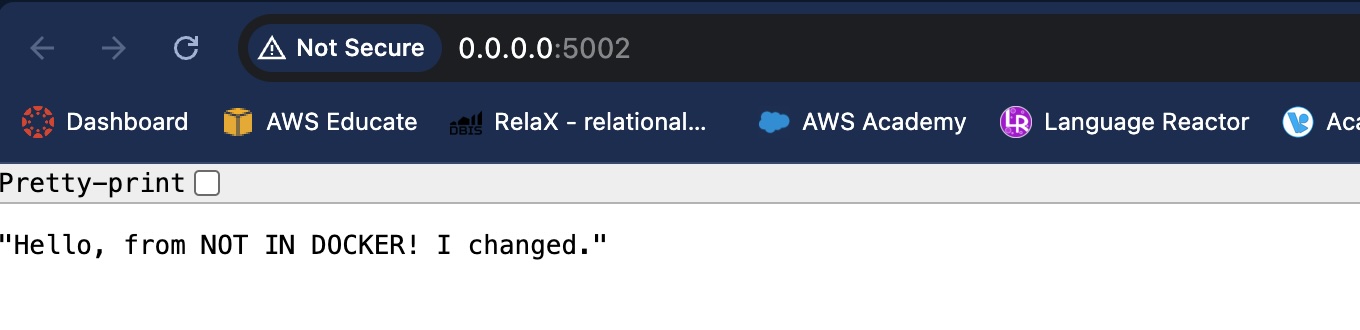 Not Secure 0.0.0.0:5002
Dashboard AWS Educate DBIS RelaX - relational... AWS Academy LR Language Reactor Aca
Pretty-print
"Hello, from NOT IN DOCKER! I changed."